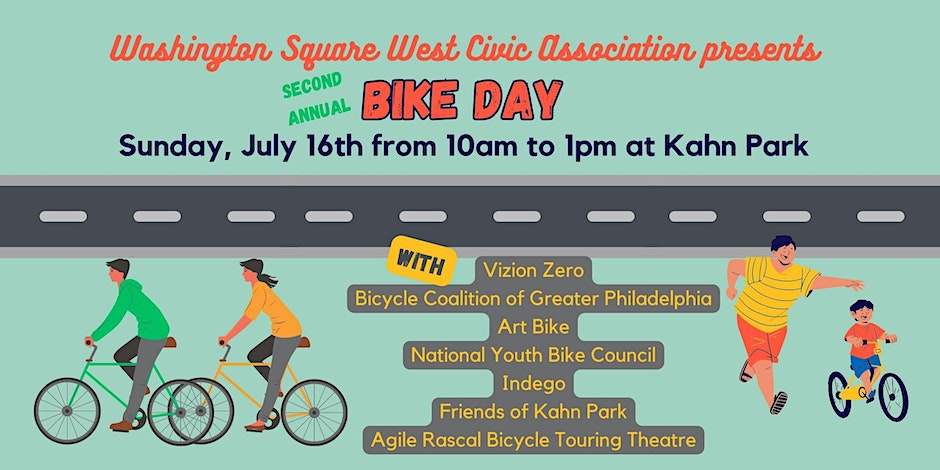 Washington Square West Civic Association presents
SECOND
ANNUAL
BIKE DAY
Sunday, July 16th from 10am to 1pm at Kahn Park
WITH
Vizion Zero
Bicycle Coalition of Greater Philadelphia
Art Bike
National Youth Bike Council
Indego
Friends of Kahn Park
Agile Rascal Bicycle Touring Theatre